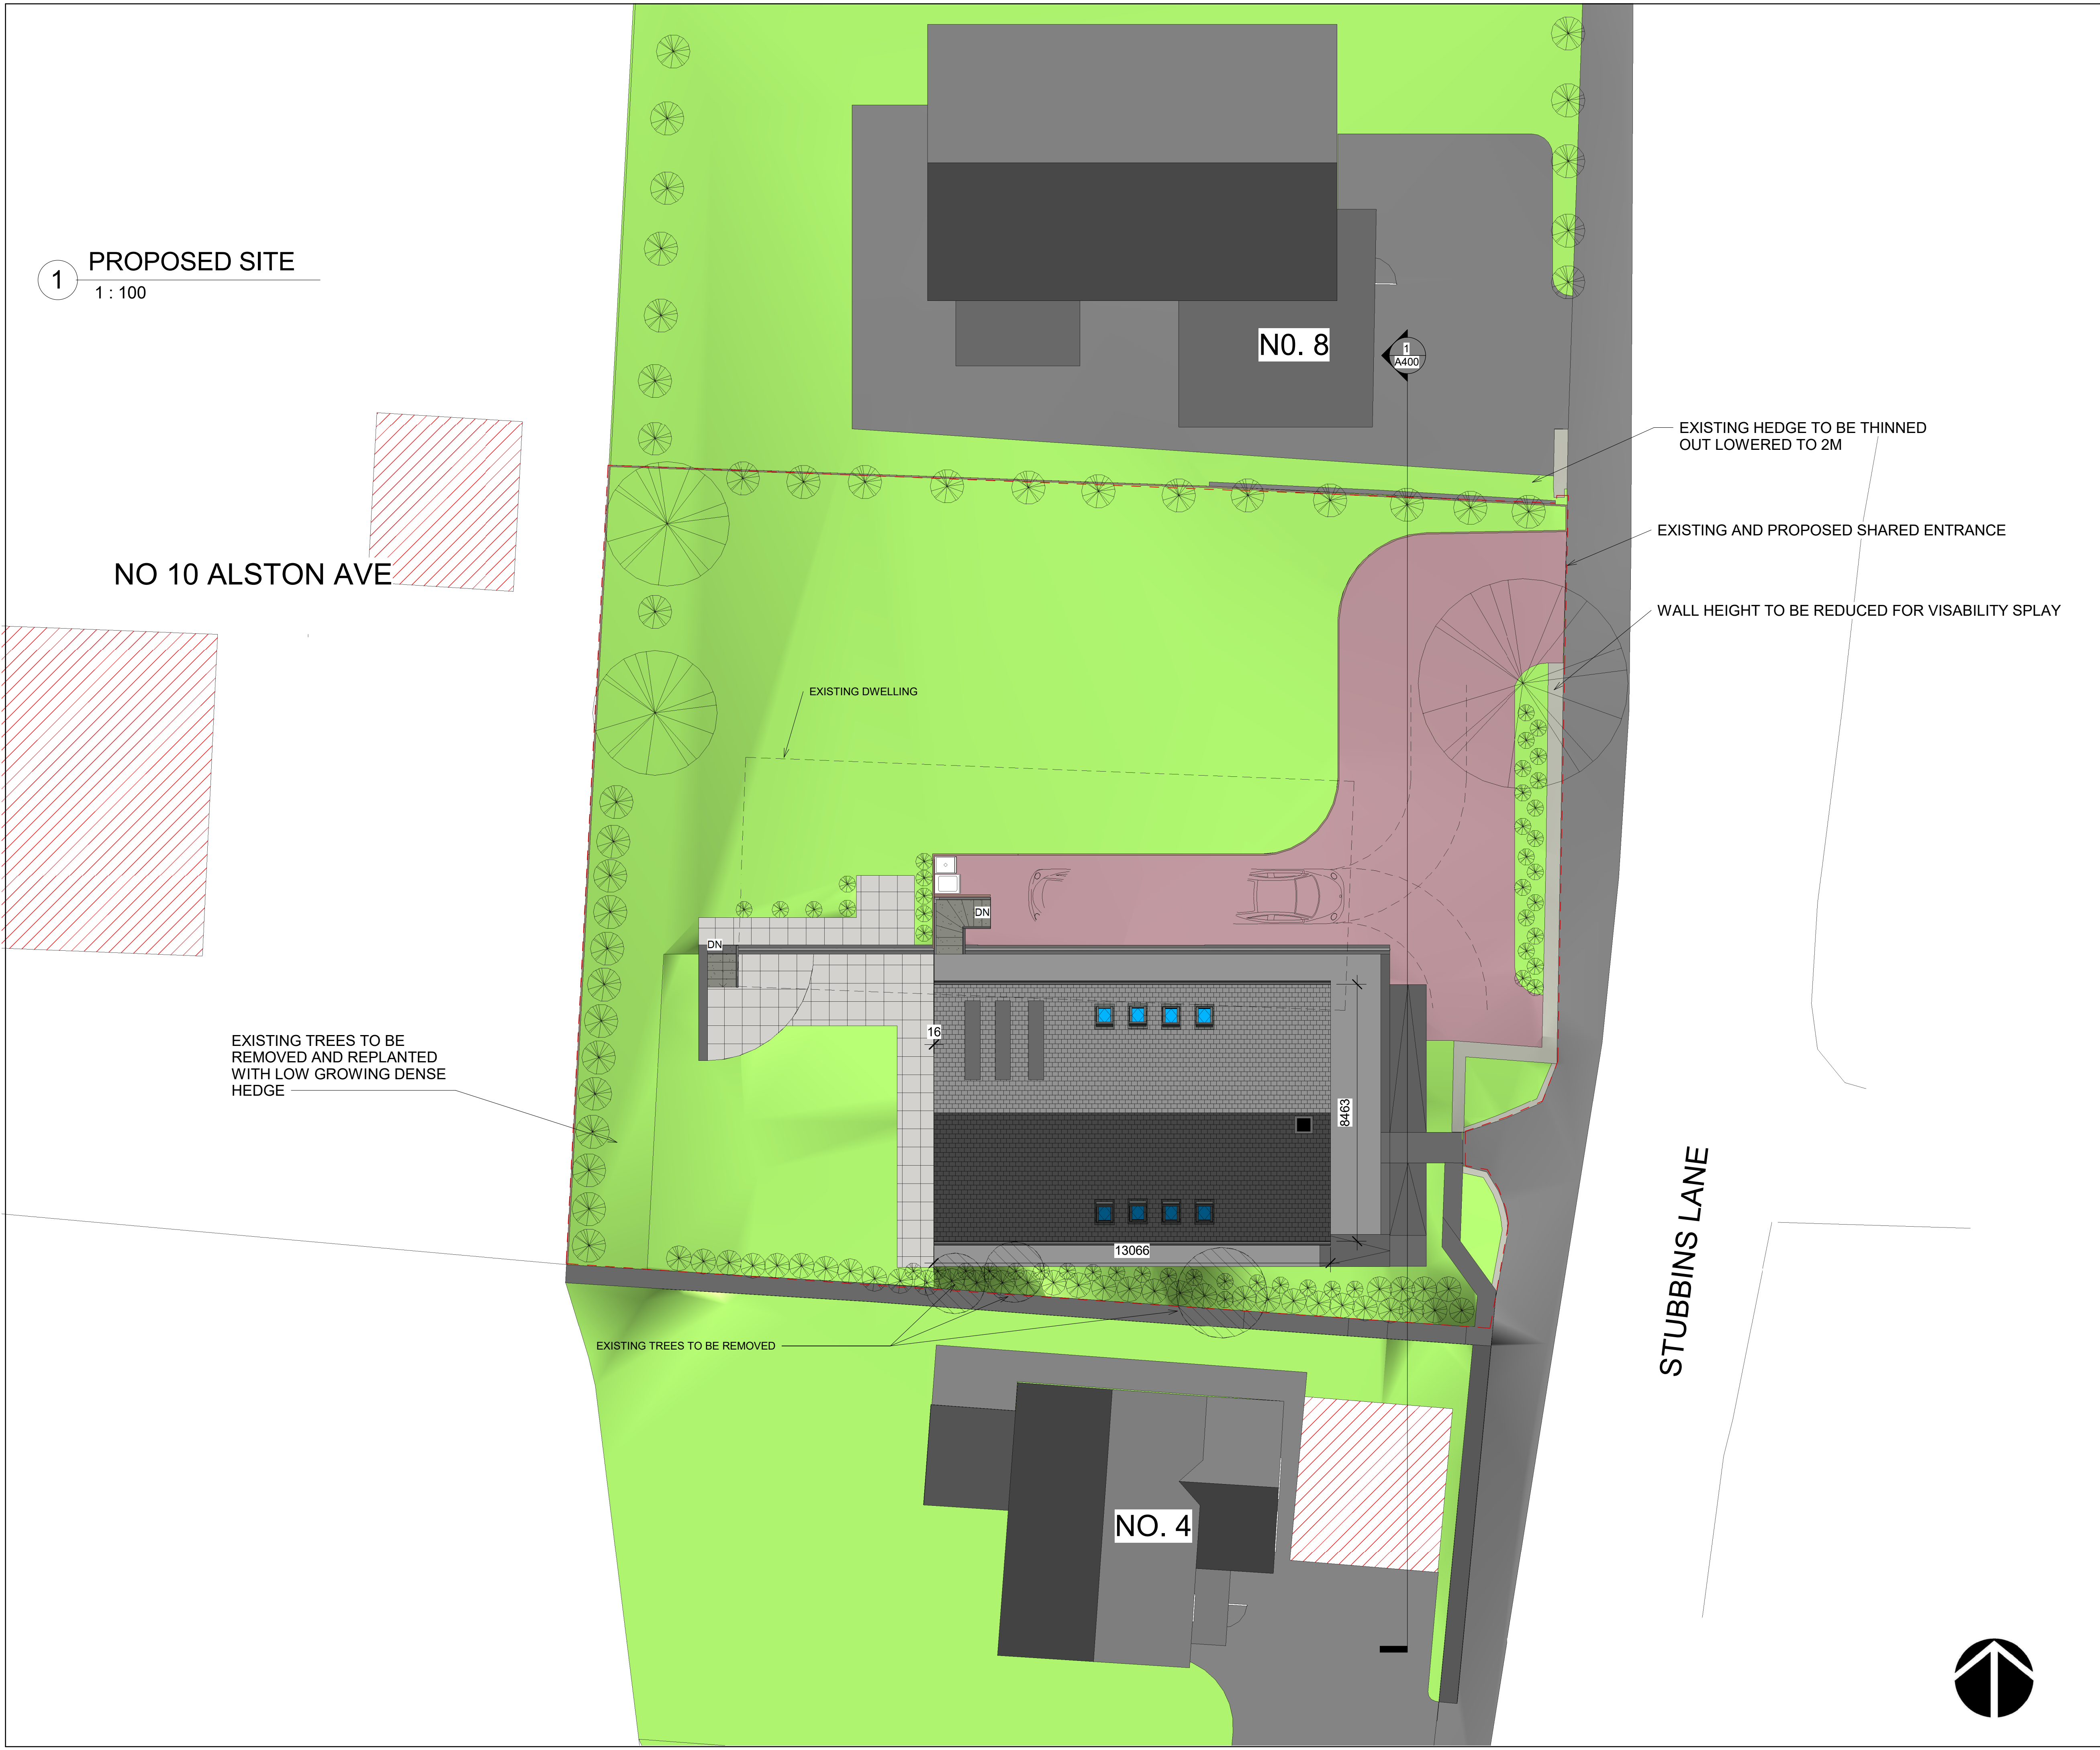 1
PROPOSED SITE
1 : 100
N0. 8
1
A400
EXISTING HEDGE TO BE THINNED
OUT LOWERED TO 2M
EXISTING AND PROPOSED SHARED ENTRANCE
NO 10 ALSTON AVE
WALL HEIGHT TO BE REDUCED FOR VISABILITY SPLAY
EXISTING DWELLING
DN
DN
16
EXISTING TREES TO BE
REMOVED AND REPLANTED
WITH LOW GROWING DENSE
HEDGE
8463
13066
STUBBINS LANE
EXISTING TREES TO BE REMOVED
NO. 4